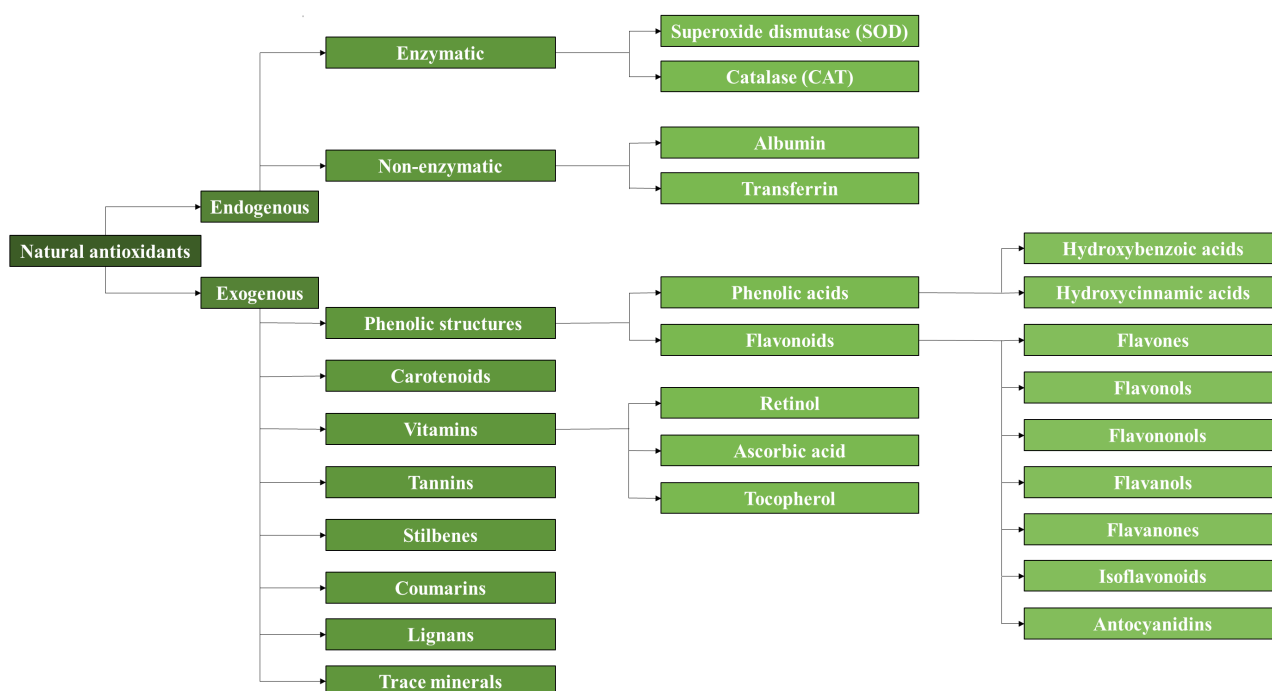 Natural antioxidants
Endogenous
Exogenous
Enzymatic
Non-enzymatic
Phenolic structures
Carotenoids
Vitamins
Tannins
Stilbenes
Coumarins
Lignans
Trace minerals
Superoxide dismutase (SOD)
Catalase (CAT)
Albumin
Transferrin
Phenolic acids
Flavonoids
Retinol
Ascorbic acid
Tocopherol
Hydroxybenzoic acids
Hydroxycinnamic acids
Flavones
Flavonols
Flavononols
Flavanols
Flavanones
Isoflavonoids
Antocyanidins